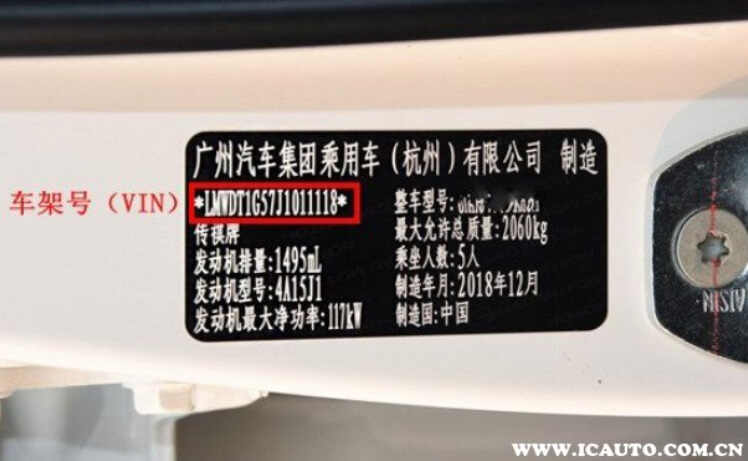 广州汽车集团乘用车（杭州）有限公司 制造
车架号（VIN）
*LMWDT1G57J1011118*
整车型号:
传祺牌
最大允许总质量:2060kg
发动机排量:1495mL
乘坐人数:5人
发动机型号:4A15J1
制造年月:2018年12月
发动机最大净功率:117kW
制造国:中国
AISIN
WWW.ICAUTO.COM.CN